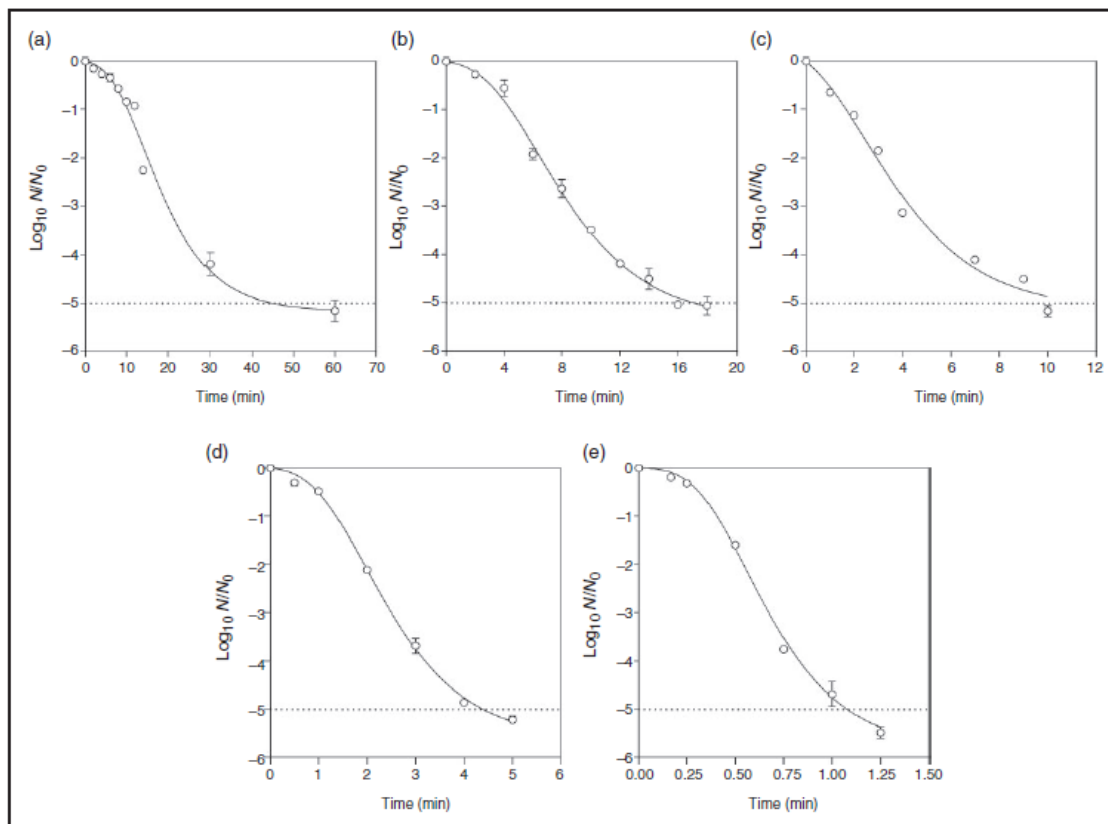 (a)
0
–1
–2
–3
–4
–5
–6
Log10 N/N0
0 10 20 30 40 50 60 70
Time (min)
(b)
0
–1
–2
–3
–4
–5
–6
Log10 N/N0
0 4 8 12 16 20
Time (min)
(c)
0
–1
–2
–3
–4
–5
–6
Log10 N/N0
0 2 4 6 8 10 12
Time (min)
(d)
0
–1
–2
–3
–4
–5
–6
Log10 N/N0
0 1 2 3 4 5 6
Time (min)
(e)
0
–1
–2
–3
–4
–5
–6
Log10 N/N0
0.00 0.25 0.50 0.75 1.00 1.25 1.50
Time (min)